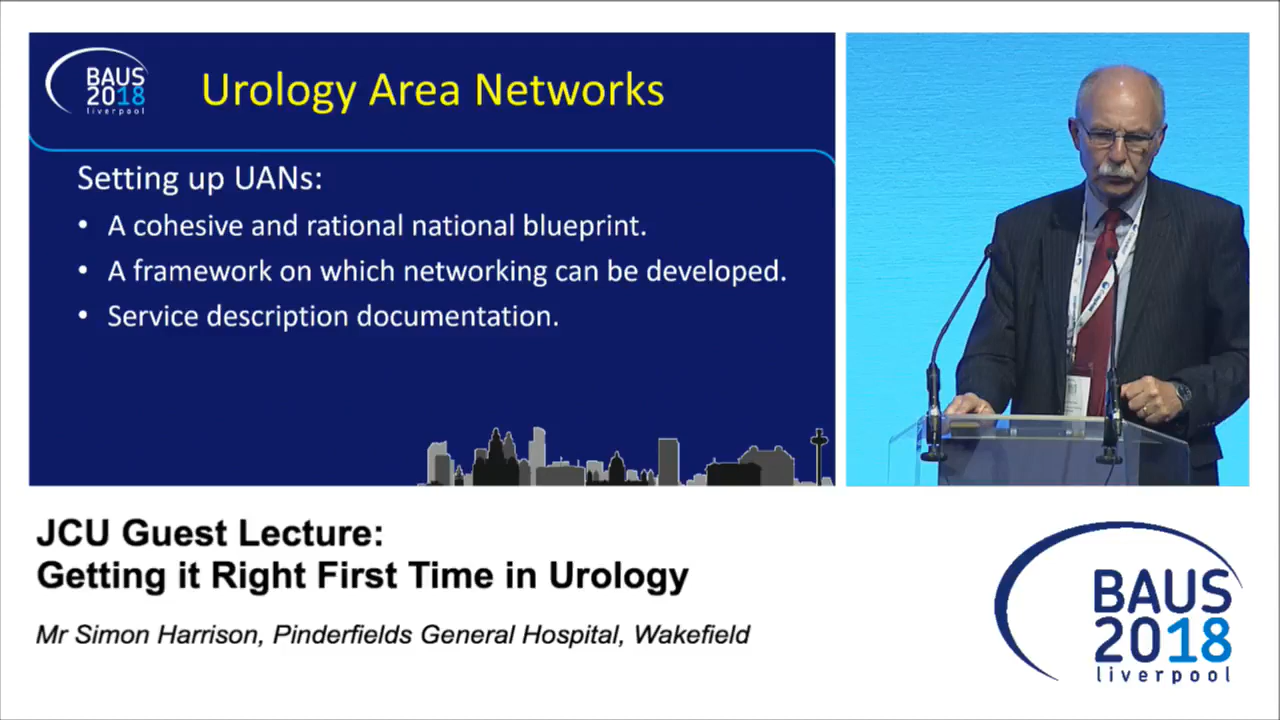 BAUS
2018
liverpool
Urology Area Networks
Setting up UANs:
• A cohesive and rational national blueprint.
• A framework on which networking can be developed.
• Service description documentation.
JCU Guest Lecture:
Getting it Right First Time in Urology
Mr Simon Harrison, Pinderfields General Hospital, Wakefield
BAUS
2018
liverpool